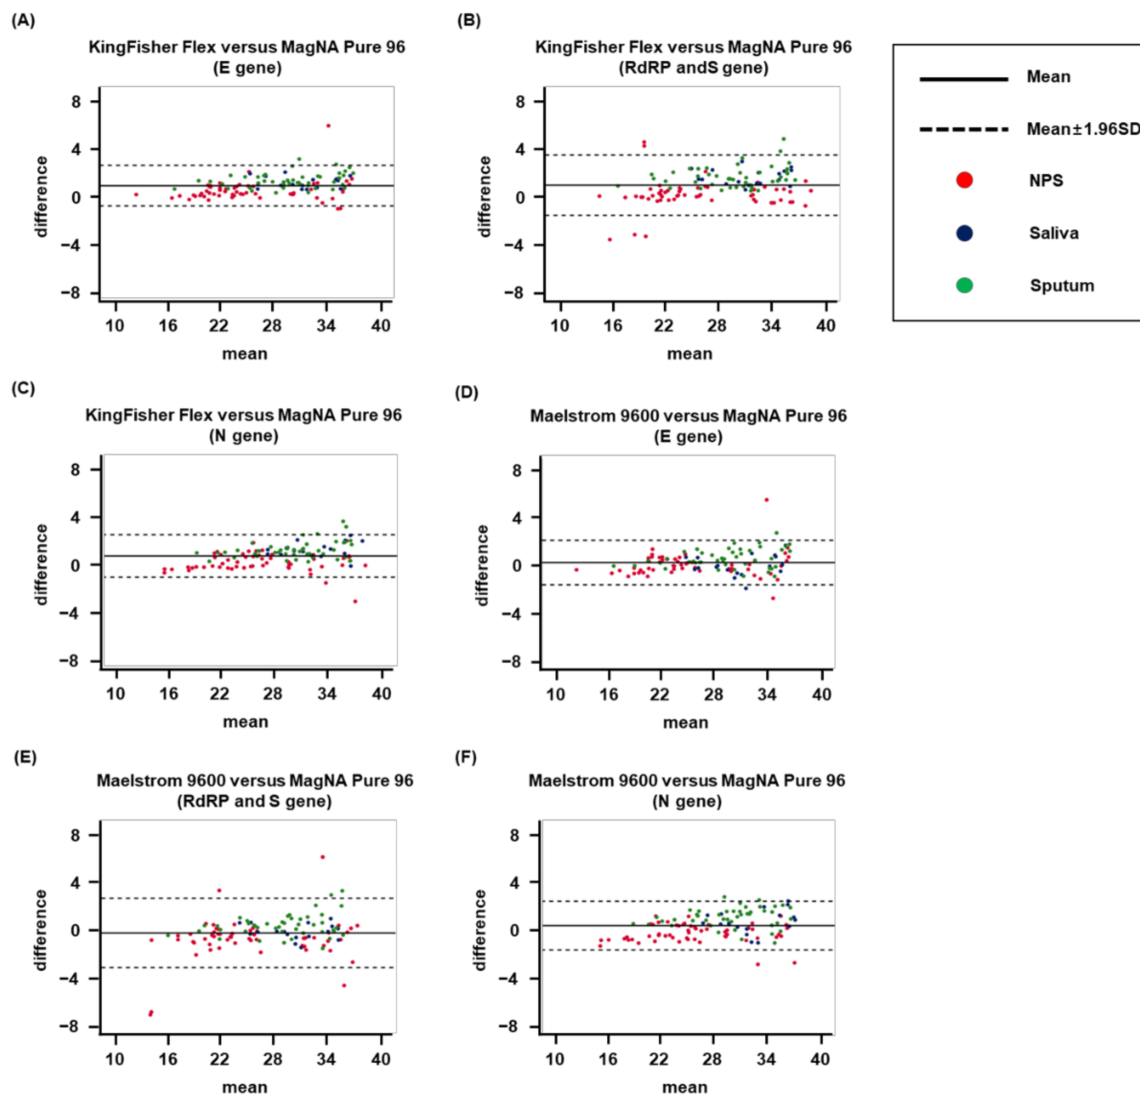 (A)
KingFisher Flex versus MagNA Pure 96
(E gene)
8
4
0
−4
−8
difference
10 16 22 28 34 40
mean
(B)
KingFisher Flex versus MagNA Pure 96
(RdRP andS gene)
8
4
0
−4
−8
difference
10 16 22 28 34 40
mean
Mean
Mean±1.96SD
NPS
Saliva
Sputum
(C)
KingFisher Flex versus MagNA Pure 96
(N gene)
8
4
0
−4
−8
difference
10 16 22 28 34 40
mean
(D)
Maelstrom 9600 versus MagNA Pure 96
(E gene)
8
4
0
−4
−8
difference
10 16 22 28 34 40
mean
(E)
Maelstrom 9600 versus MagNA Pure 96
(RdRP and S gene)
8
4
0
−4
−8
difference
10 16 22 28 34 40
mean
(F)
Maelstrom 9600 versus MagNA Pure 96
(N gene)
8
4
0
−4
−8
difference
10 16 22 28 34 40
mean